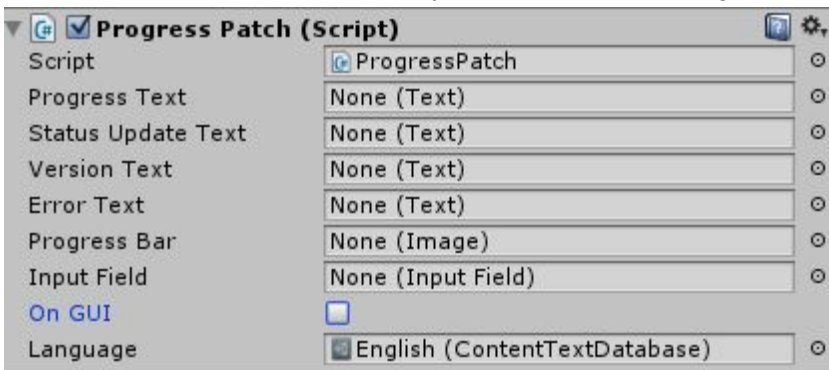 Progress Patch (Script)
Script ProgressPatch
Progress Text None (Text)
Status Update Text None (Text)
Version Text None (Text)
Error Text None (Text)
Progress Bar None (Image)
Input Field None (Input Field)
On GUI
Language English (ContentTextDatabase)